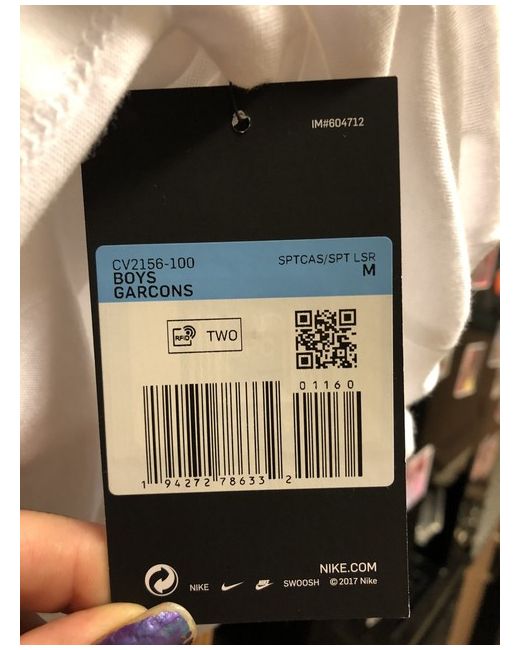 IM#604712
CV2156-100 SPTCAS/SPT LSR
BOYS M
GARCONS
RFID TWO
01160
1 94272 78633 2
NIKE.COM
NIKE SWOOSH © 2017 Nike